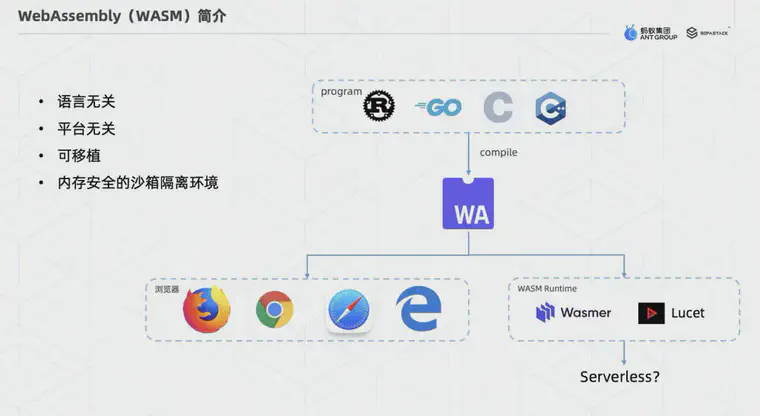 WebAssembly（WASM）简介
蚂蚁集团
ANT GROUP
SOFASTACK
• 语言无关
• 平台无关
• 可移植
• 内存安全的沙箱隔离环境
program
R
GO
C
C++
compile
WA
浏览器
WASM Runtime
Wasmer
Lucet
Serverless?